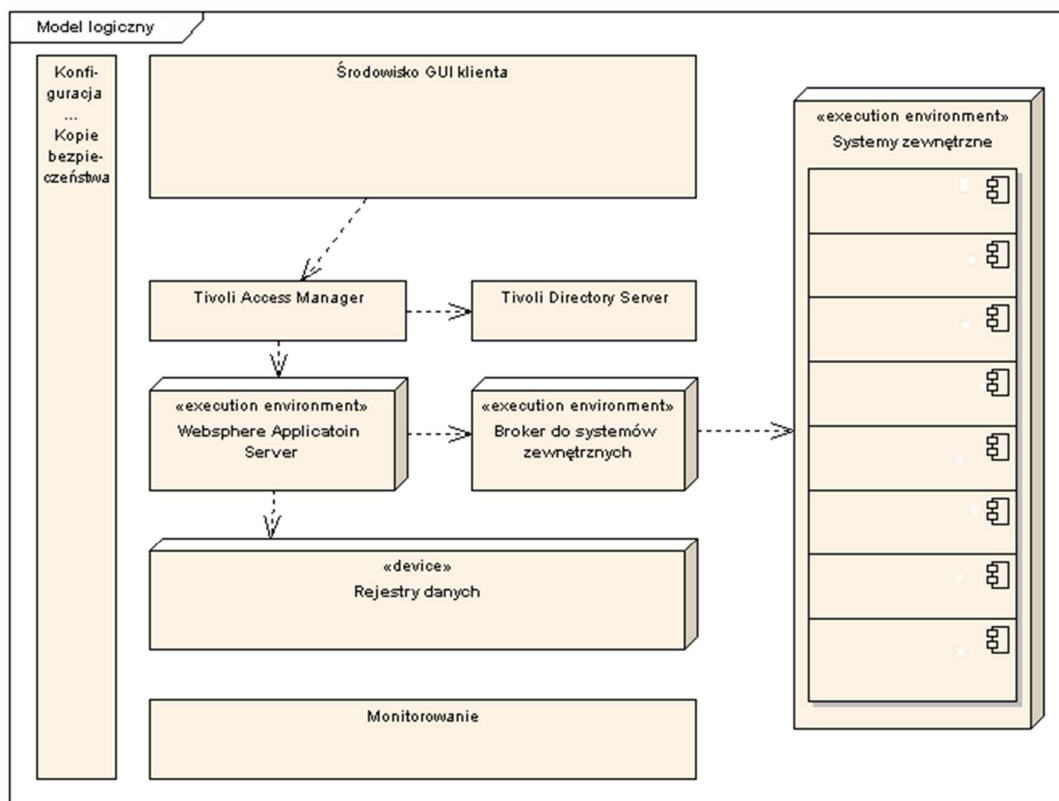 Model logiczny
Konfi-
guracja
...
Kopie
bezpie-
czeństwa
Środowisko GUI klienta
Tivoli Access Manager
Tivoli Directory Server
«execution environment»
Websphere Applicatoin
Server
«execution environment»
Broker do systemów
zewnętrznych
«device»
Rejestry danych
Monitorowanie
«execution environment»
Systemy zewnętrzne